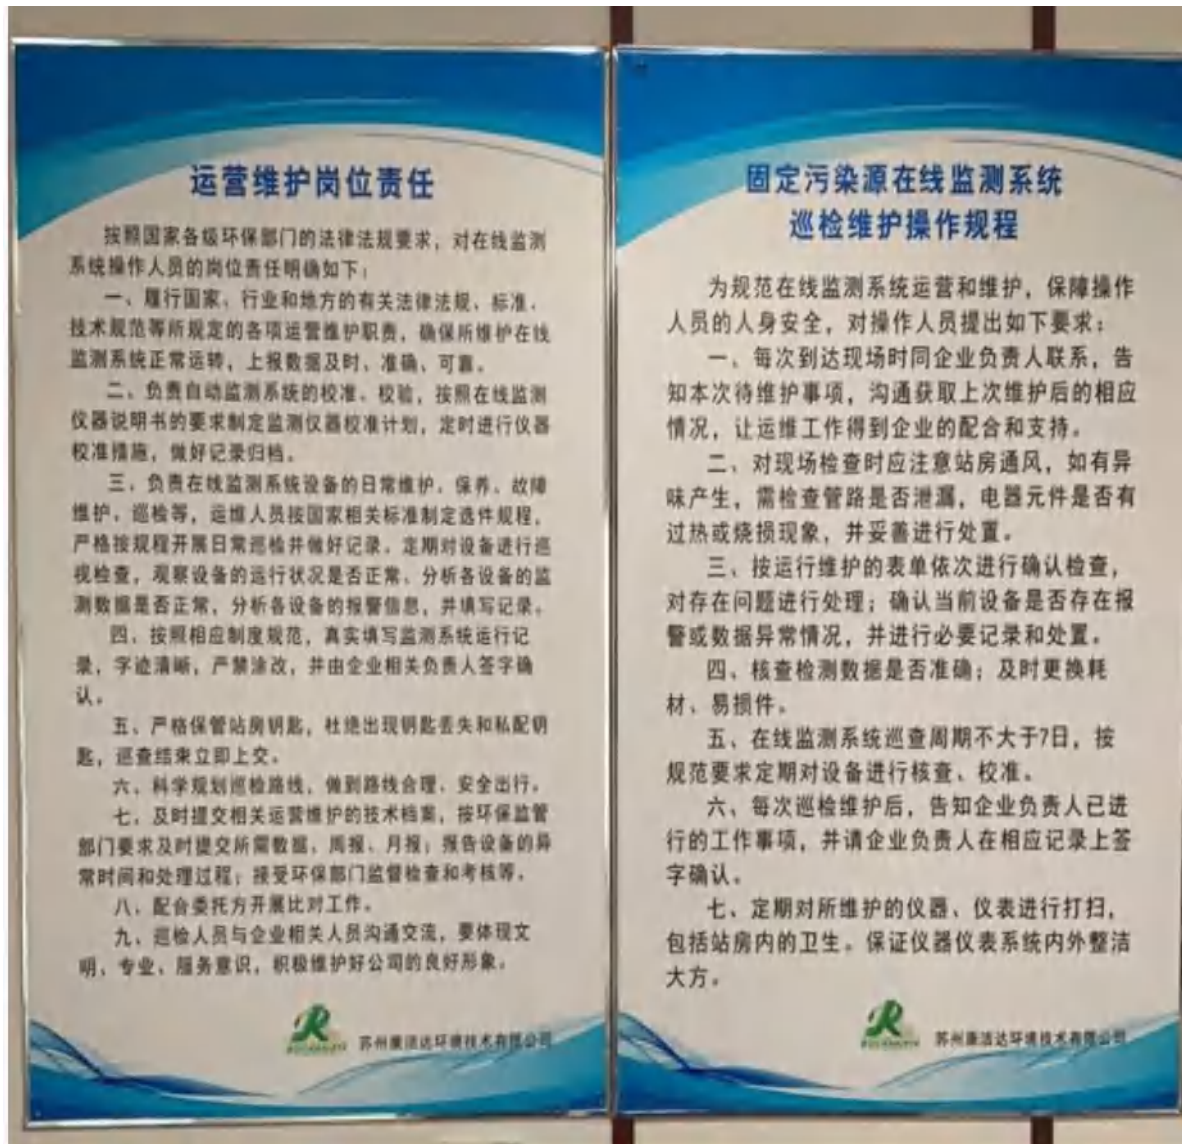 运营维护岗位责任
按照国家各级环保部门的法律法规要求，对在线监测
系统操作人员的岗位责任明确如下：
一、履行国家、行业和地方的有关法律法规、标准、
技术规范等所规定的各项运营维护职责，确保所维护在线
监测系统正常运转，上报数据及时、准确、可靠。
二、负责自动监测系统的校准、校验，按照在线监测
仪器说明书的要求制定监测仪器校准计划，定时进行仪器
校准措施，做好记录归档。
三、负责在线监测系统设备的日常维护、保养、故障
维护、巡检等，运维人员按国家相关标准制定选件规程，
严格按规程开展日常巡检并做好记录。定期对设备进行巡
视检查，观察设备的运行状况是否正常、分析各设备的监
测数据是否正常，分析各设备的报警信息，并填写记录。
四、按照相应制度规范，真实填写监测系统运行记
录，字迹清晰，严禁涂改，并由企业相关负责人签字确
认。
五、严格保管站房钥匙，杜绝出现钥匙丢失和私配钥
匙，巡查结束立即上交。
六、科学规划巡检路线，做到路线合理、安全出行。
七、及时提交相关运营维护的技术档案，按环保监管
部门要求及时提交所需数据、周报、月报；报告设备的异
常时间和处理过程；接受环保部门监督检查和考核等。
八、配合委托方开展比对工作。
九、巡检人员与企业相关人员沟通交流，要体现文
明、专业、服务意识，积极维护好公司的良好形象。
苏州康洁达环境技术有限公司
固定污染源在线监测系统
巡检维护操作规程
为规范在线监测系统运营和维护，保障操作
人员的人身安全，对操作人员提出如下要求：
一、每次到达现场时同企业负责人联系，告
知本次待维护事项，沟通获取上次维护后的相应
情况，让运维工作得到企业的配合和支持。
二、对现场检查时应注意站房通风，如有异
味产生，需检查管路是否泄漏，电器元件是否有
过热或烧损现象，并妥善进行处置。
三、按运行维护的表单依次进行确认检查，
对存在问题进行处理；确认当前设备是否存在报
警或数据异常情况，并进行必要记录和处置。
四、核查检测数据是否准确；及时更换耗
材、易损件。
五、在线监测系统巡查周期不大于7日，按
规范要求定期对设备进行核查、校准。
六、每次巡检维护后，告知企业负责人已进
行的工作事项，并请企业负责人在相应记录上签
字确认。
七、定期对所维护的仪器、仪表进行打扫，
包括站房内的卫生。保证仪器仪表系统内外整洁
大方。
苏州康洁达环境技术有限公司